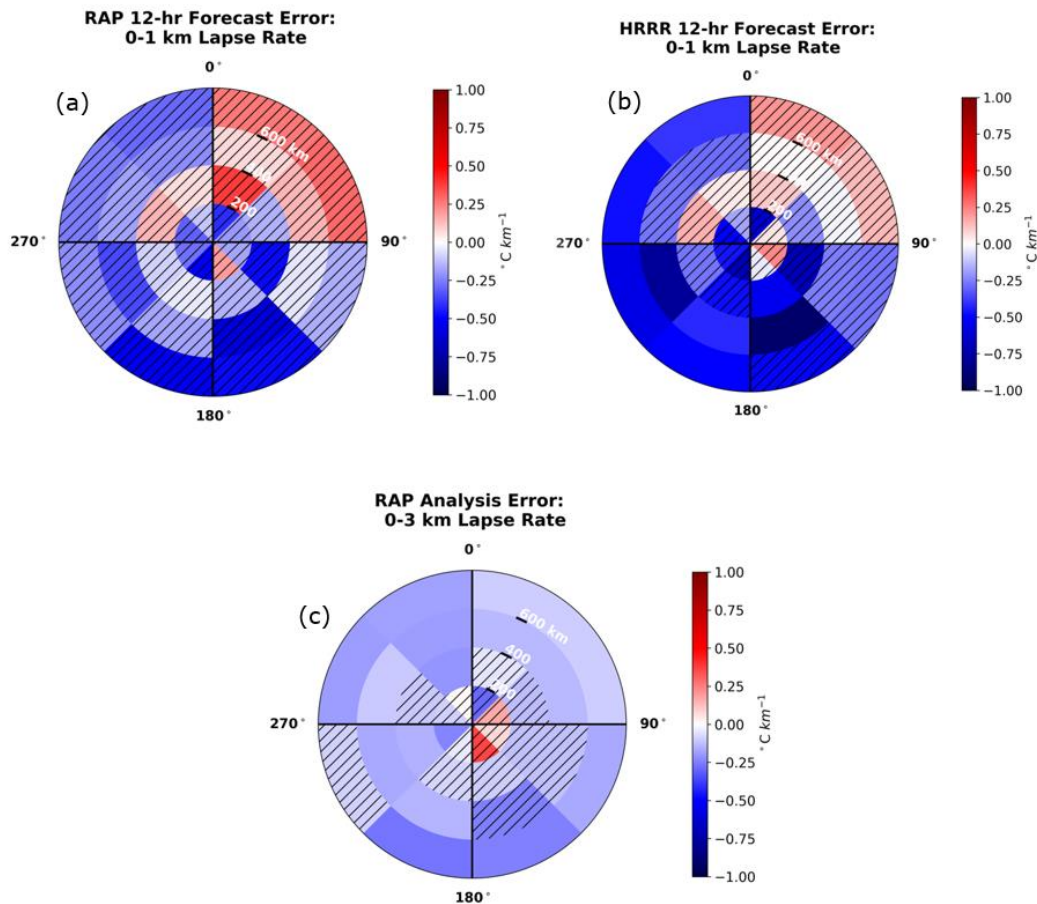 RAP 12-hr Forecast Error:
0-1 km Lapse Rate
(a)
0°
90°
180°
270°
600 km
400
200
1.00
0.75
0.50
0.25
0.00
−0.25
−0.50
−0.75
−1.00
°C km⁻¹
HRRR 12-hr Forecast Error:
0-1 km Lapse Rate
(b)
0°
90°
180°
270°
600 km
1.00
0.75
0.50
0.25
0.00
−0.25
−0.50
−0.75
−1.00
°C km⁻¹
RAP Analysis Error:
0-3 km Lapse Rate
(c)
0°
90°
180°
270°
600 km
400
1.00
0.75
0.50
0.25
0.00
−0.25
−0.50
−0.75
−1.00
°C km⁻¹